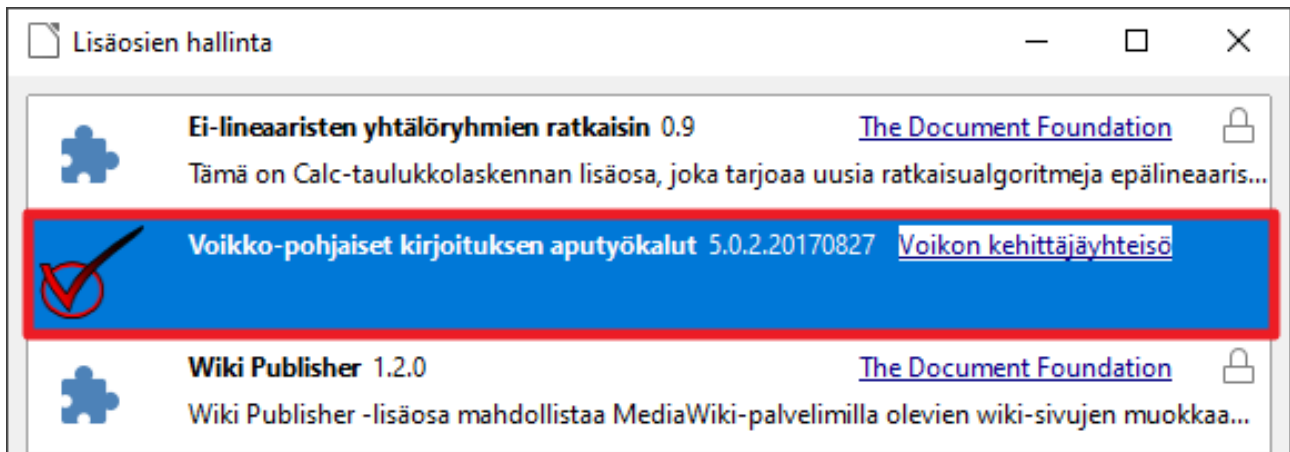 Lisäosien hallinta
Ei-lineaaristen yhtälöryhmien ratkaisin 0.9 The Document Foundation
Tämä on Calc-taulukkolaskennan lisäosa, joka tarjoaa uusia ratkaisualgoritmeja epälineaaris...
Voikko-pohjaiset kirjoituksen aputyökalut 5.0.2.20170827 Voikon kehittäjäyhteisö
Wiki Publisher 1.2.0 The Document Foundation
Wiki Publisher -lisäosa mahdollistaa MediaWiki-palvelimilla olevien wiki-sivujen muokkaa...